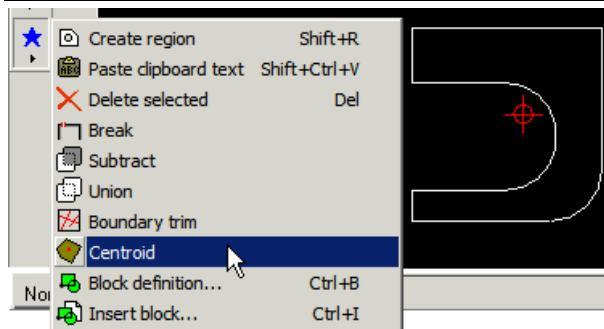 Create region Shift+R
Paste clipboard text Shift+Ctrl+V
Delete selected Del
Break
Subtract
Union
Boundary trim
Centroid
Block definition... Ctrl+B
Insert block... Ctrl+I